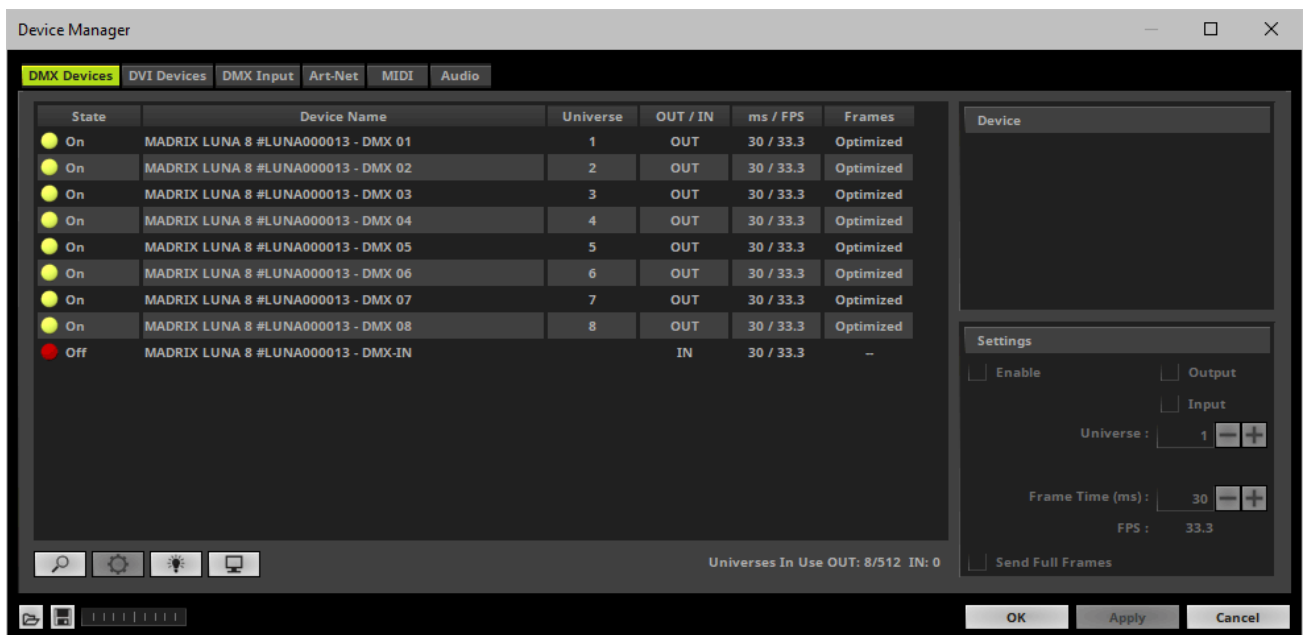 Device Manager
DMX Devices DVI Devices DMX Input Art-Net MIDI Audio
State Device Name Universe OUT / IN ms / FPS Frames
On MADRIX LUNA 8 #LUNA000013 - DMX 01 1 OUT 30 / 33.3 Optimized
On MADRIX LUNA 8 #LUNA000013 - DMX 02 2 OUT 30 / 33.3 Optimized
On MADRIX LUNA 8 #LUNA000013 - DMX 03 3 OUT 30 / 33.3 Optimized
On MADRIX LUNA 8 #LUNA000013 - DMX 04 4 OUT 30 / 33.3 Optimized
On MADRIX LUNA 8 #LUNA000013 - DMX 05 5 OUT 30 / 33.3 Optimized
On MADRIX LUNA 8 #LUNA000013 - DMX 06 6 OUT 30 / 33.3 Optimized
On MADRIX LUNA 8 #LUNA000013 - DMX 07 7 OUT 30 / 33.3 Optimized
On MADRIX LUNA 8 #LUNA000013 - DMX 08 8 OUT 30 / 33.3 Optimized
Off MADRIX LUNA 8 #LUNA000013 - DMX-IN IN 30 / 33.3 --
Universes In Use OUT: 8/512 IN: 0
Device
Settings
Enable Output
Input
Universe : 1
Frame Time (ms) : 30
FPS : 33.3
Send Full Frames
OK Apply Cancel